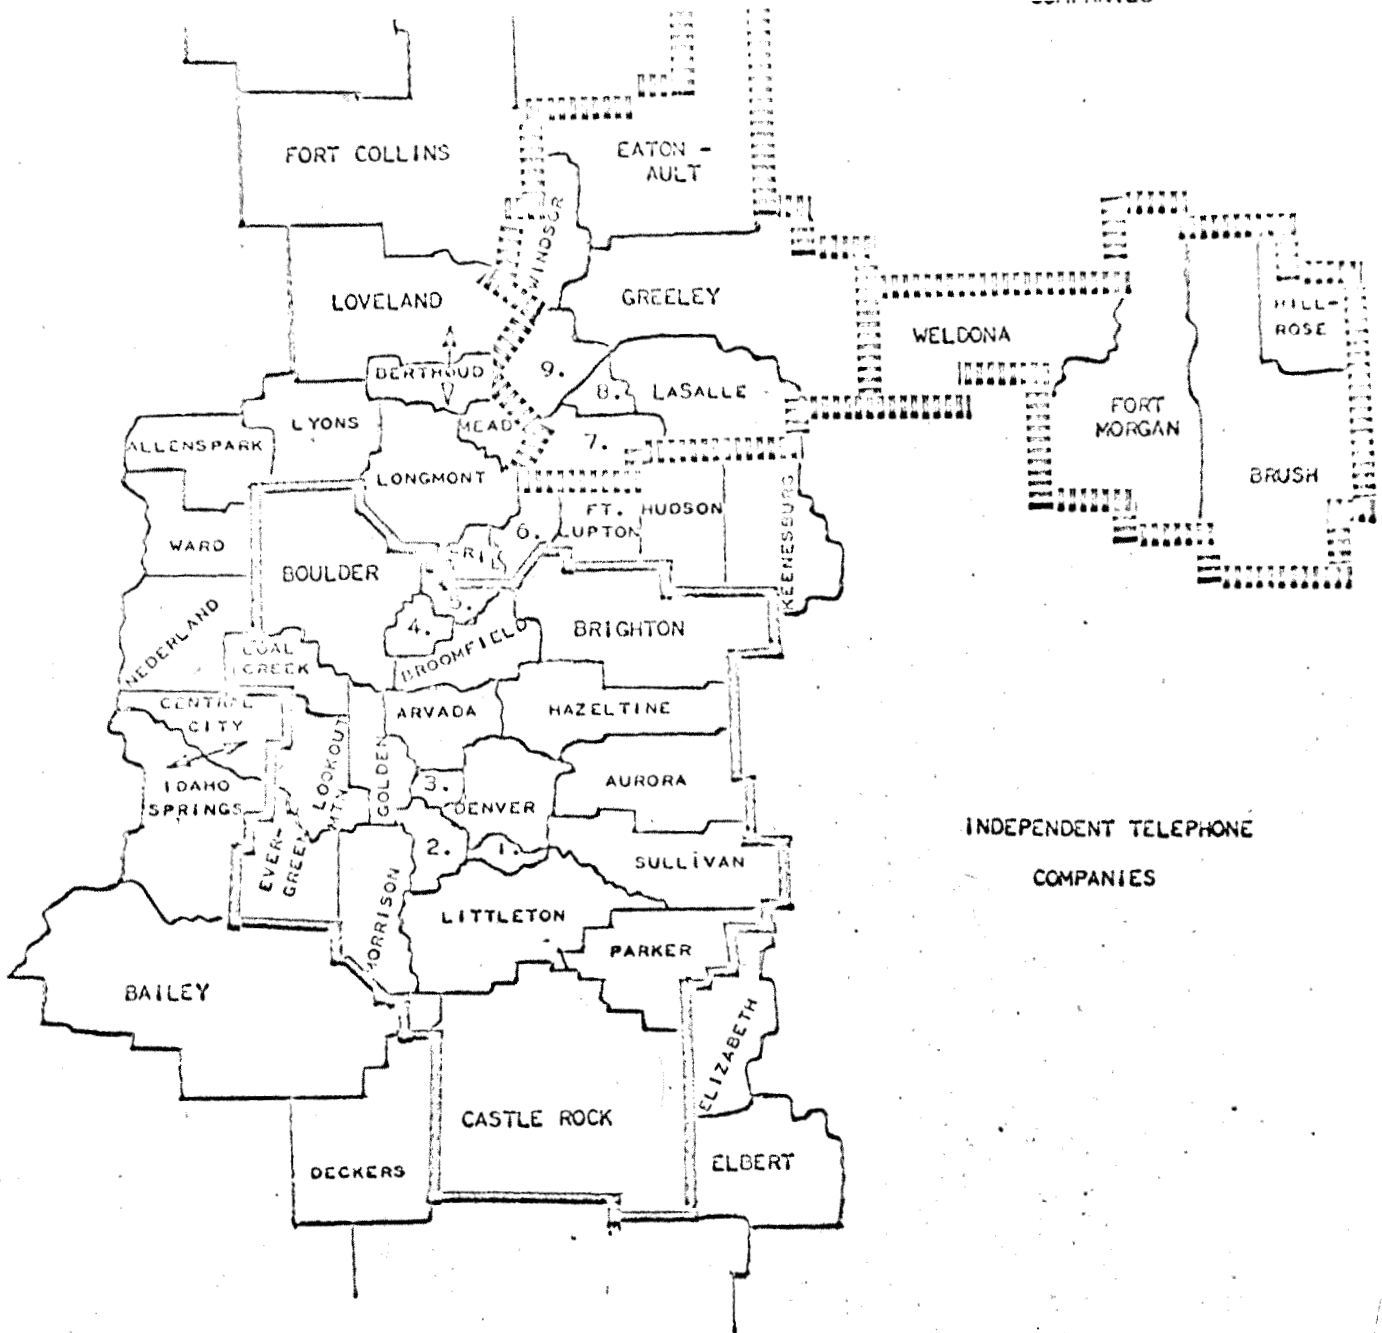 COMPANIES
FORT COLLINS
EATON -
AULT
WINDSOR
LOVELAND
GREELEY
WELDONA
HILL-
ROSE
BERTHOUD
9.
8.
LASALLE
ALLENSPARK
LYONS
MEAD
7.
FORT
MORGAN
LONGMONT
BRUSH
WARD
BOULDER
6.
FT.
LUPTON
HUDSON
KEENESBURG
5.
4.
NEDERLAND
COAL
CREEK
BROOMFIELD
BRIGHTON
CENTRAL
CITY
ARVADA
HAZELTINE
IDAHO
SPRINGS
LOOKOUT
MTN.
GOLDEN
3.
DENVER
AURORA
EVER-
GREEN
2.
1.
SULLIVAN
INDEPENDENT TELEPHONE
COMPANIES
MORRISON
LITTLETON
PARKER
BAILEY
ELIZABETH
CASTLE ROCK
DECKERS
ELBERT